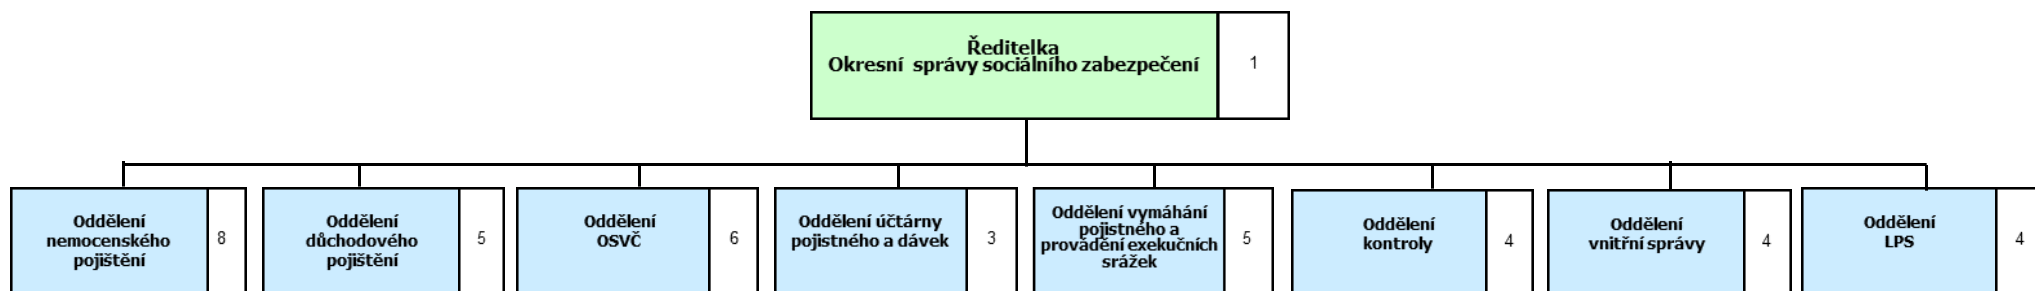 Ředitelka
Okresní správy sociálního zabezpečení
1
Oddělení
nemocenského
pojištění
8
Oddělení
důchodového
pojištění
5
Oddělení
OSVČ
6
Oddělení účtárny
pojistného a dávek
3
Oddělení vymáhání
pojistného a
provádění exekučních
srážek
5
Oddělení
kontroly
4
Oddělení
vnitřní správy
4
Oddělení
LPS
4